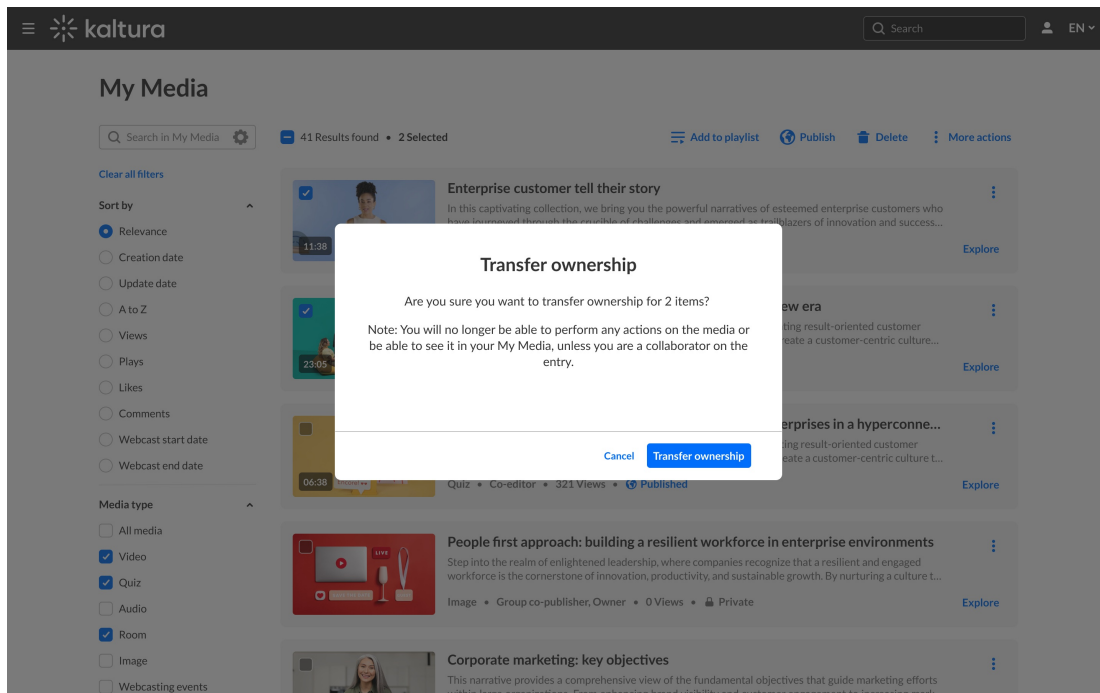 kaltura
Search
EN
My Media
Search in My Media
41 Results found • 2 Selected
Add to playlist
Publish
Delete
More actions
Clear all filters
Sort by
Relevance
Creation date
Update date
A to Z
Views
Plays
Likes
Comments
Webcast start date
Webcast end date
Media type
All media
Video
Quiz
Audio
Room
Image
Webcasting events
Enterprise customer tell their story
In this captivating collection, we bring you the powerful narratives of esteemed enterprise customers who
have journeyed through the crucible of challenges and emerged as trailblazers of innovation and success...
11:38
Explore
Transfer ownership
Are you sure you want to transfer ownership for 2 items?
Note: You will no longer be able to perform any actions on the media or
be able to see it in your My Media, unless you are a collaborator on the
entry.
Cancel
Transfer ownership
ew era
ting result-oriented customer
reate a customer-centric culture...
23:05
Explore
erprises in a hyperconne...
ing result-oriented customer
eate a customer-centric culture t...
06:38
Quiz • Co-editor • 321 Views • Published
Explore
People first approach: building a resilient workforce in enterprise environments
Step into the realm of enlightened leadership, where companies recognize that a resilient and engaged
workforce is the cornerstone of innovation, productivity, and sustainable growth. By nurturing a culture t...
LIVE
Image • Group co-publisher, Owner • 0 Views • Private
Explore
Corporate marketing: key objectives
This narrative provides a comprehensive view of the fundamental objectives that guide marketing efforts